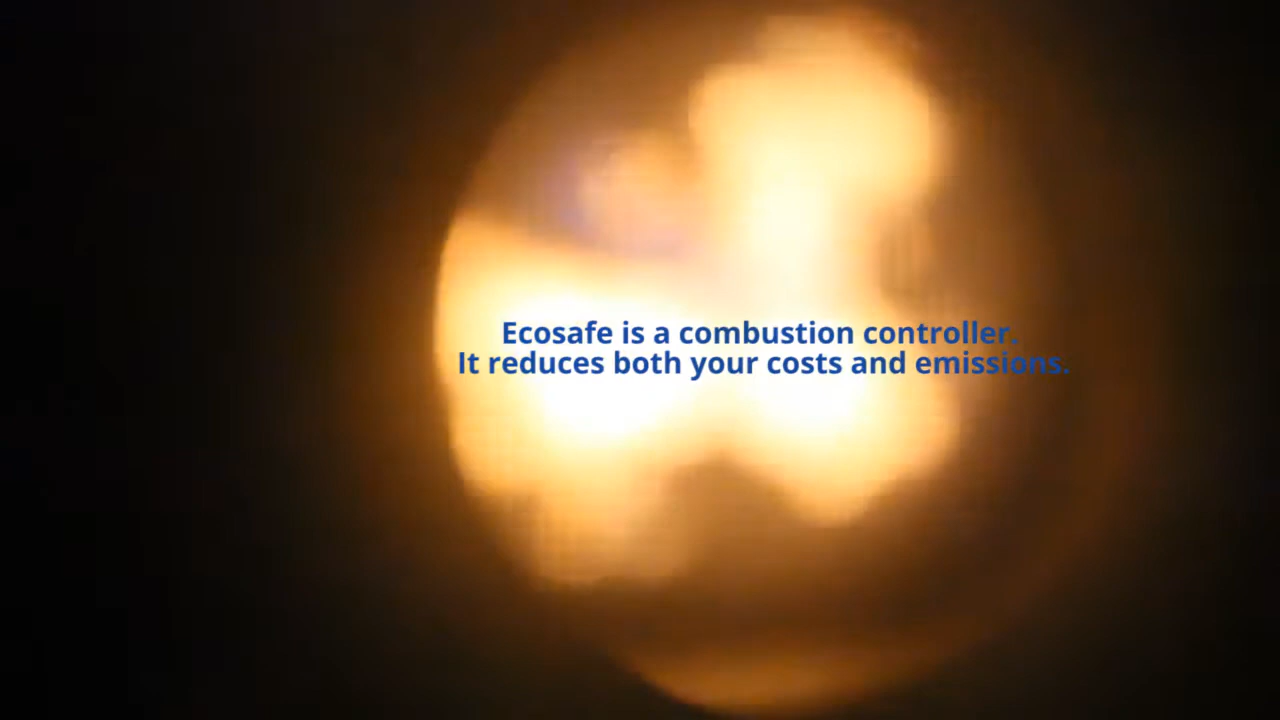 Ecosafe is a combustion controller.
It reduces both your costs and emissions.